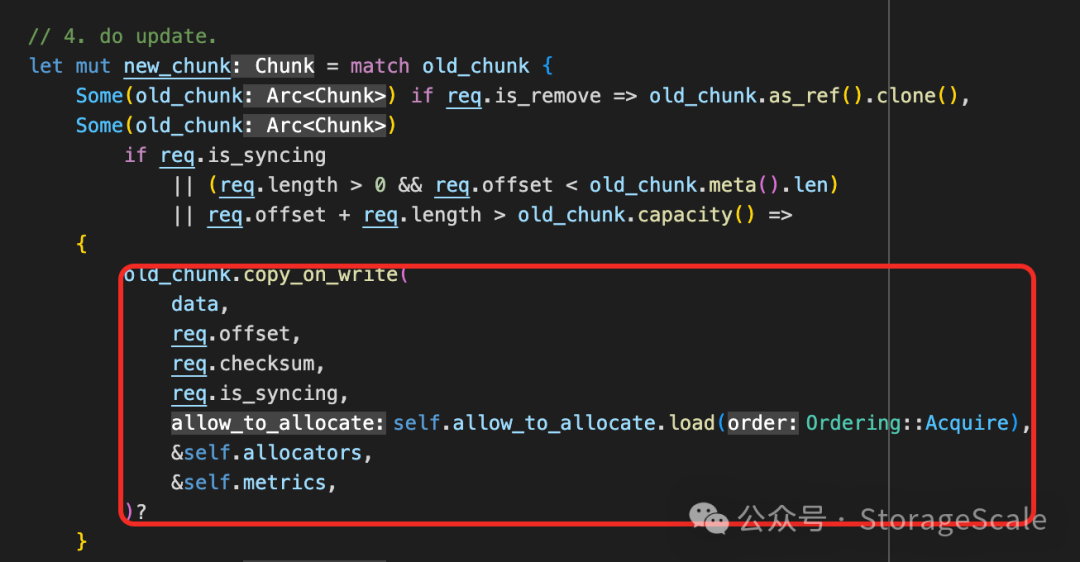 // 4. do update.
let mut new_chunk: Chunk = match old_chunk {
Some(old_chunk: Arc<Chunk>) if req.is_remove => old_chunk.as_ref().clone(),
Some(old_chunk: Arc<Chunk>)
if req.is_syncing
|| (req.length > 0 && req.offset < old_chunk.meta().len)
|| req.offset + req.length > old_chunk.capacity() =>
{
old_chunk.copy_on_write(
data,
req.offset,
req.checksum,
req.is_syncing,
allow_to_allocate: self.allow_to_allocate.load(order: Ordering::Acquire),
&self.allocators,
&self.metrics,
)?
公众号 · StorageScale
}